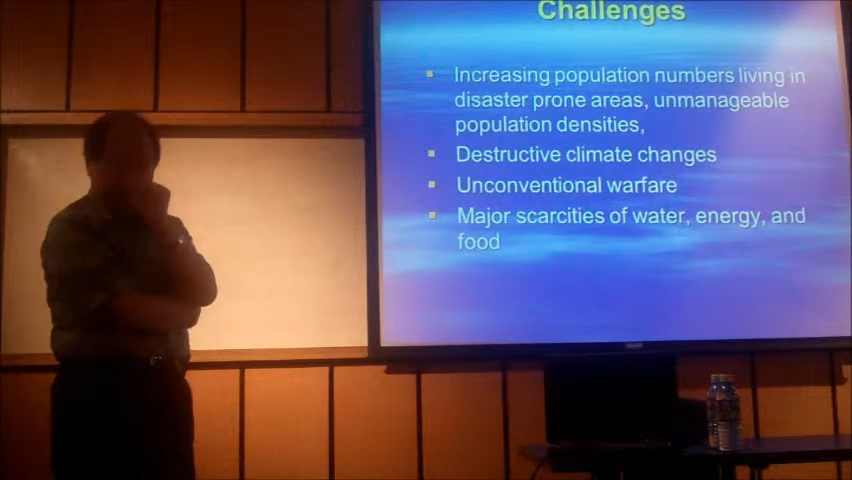 Challenges
Increasing population numbers living in
disaster prone areas, unmanageable
population densities,
Destructive climate changes
Unconventional warfare
Major scarcities of water, energy, and
food